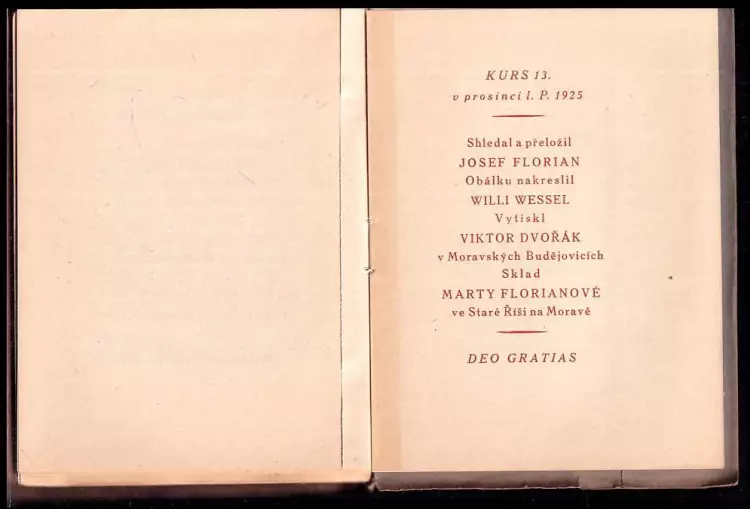 KURS 13.
v prosinci l. P. 1925
Shledal a přeložil
JOSEF FLORIAN
Obálku nakreslil
WILLI WESSEL
Vytiskl
VIKTOR DVOŘÁK
v Moravských Budějovicích
Sklad
MARTY FLORIANOVÉ
ve Staré Říši na Moravě
DEO GRATIAS